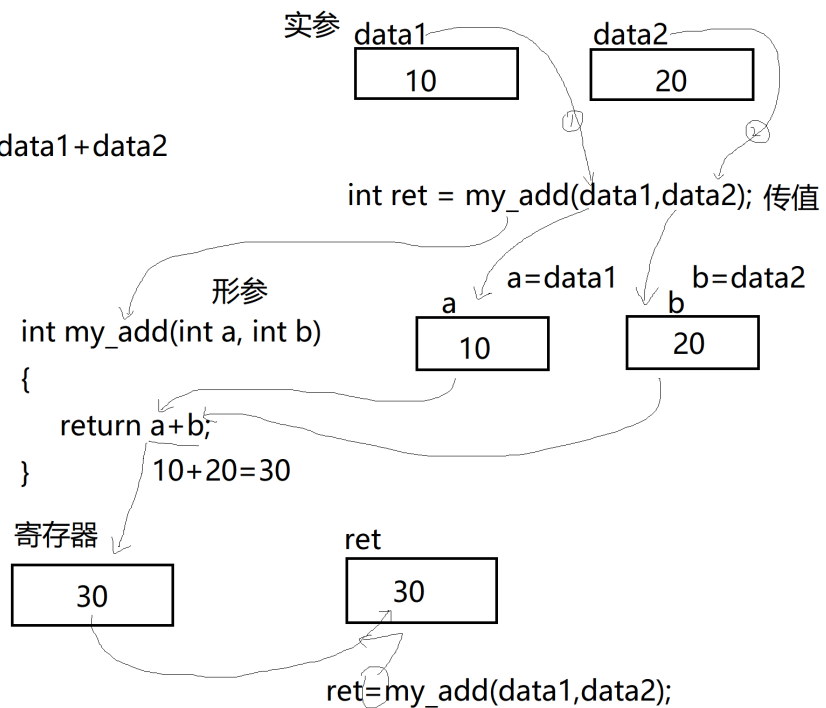 实参 data1 data2
10 20
1 2
data1+data2
int ret = my_add(data1,data2); 传值
形参 a=data1 b=data2
a b
int my_add(int a, int b) 10 20
{
return a+b;
} 10+20=30
寄存器 ret
30 30
ret=my_add(data1,data2);